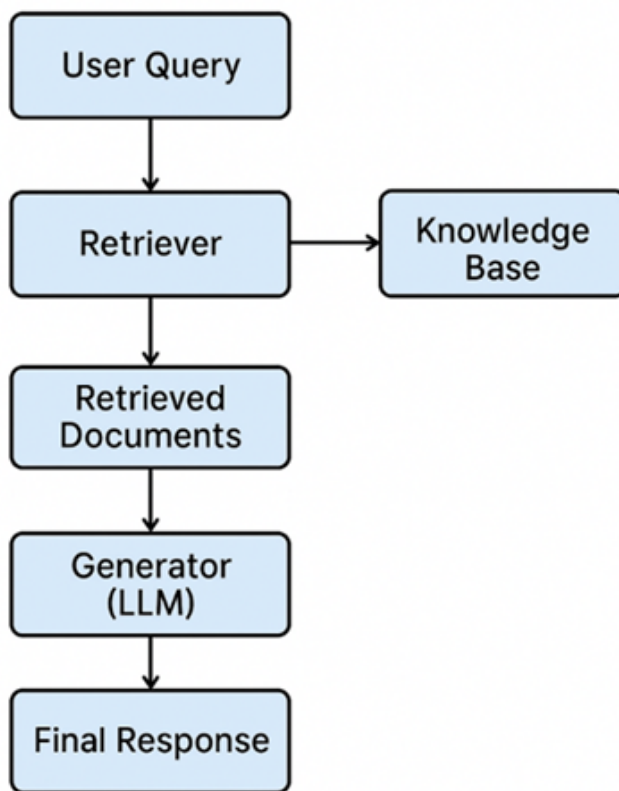 User Query
Retriever
Knowledge
Base
Retrieved
Documents
Generator
(LLM)
Final Response